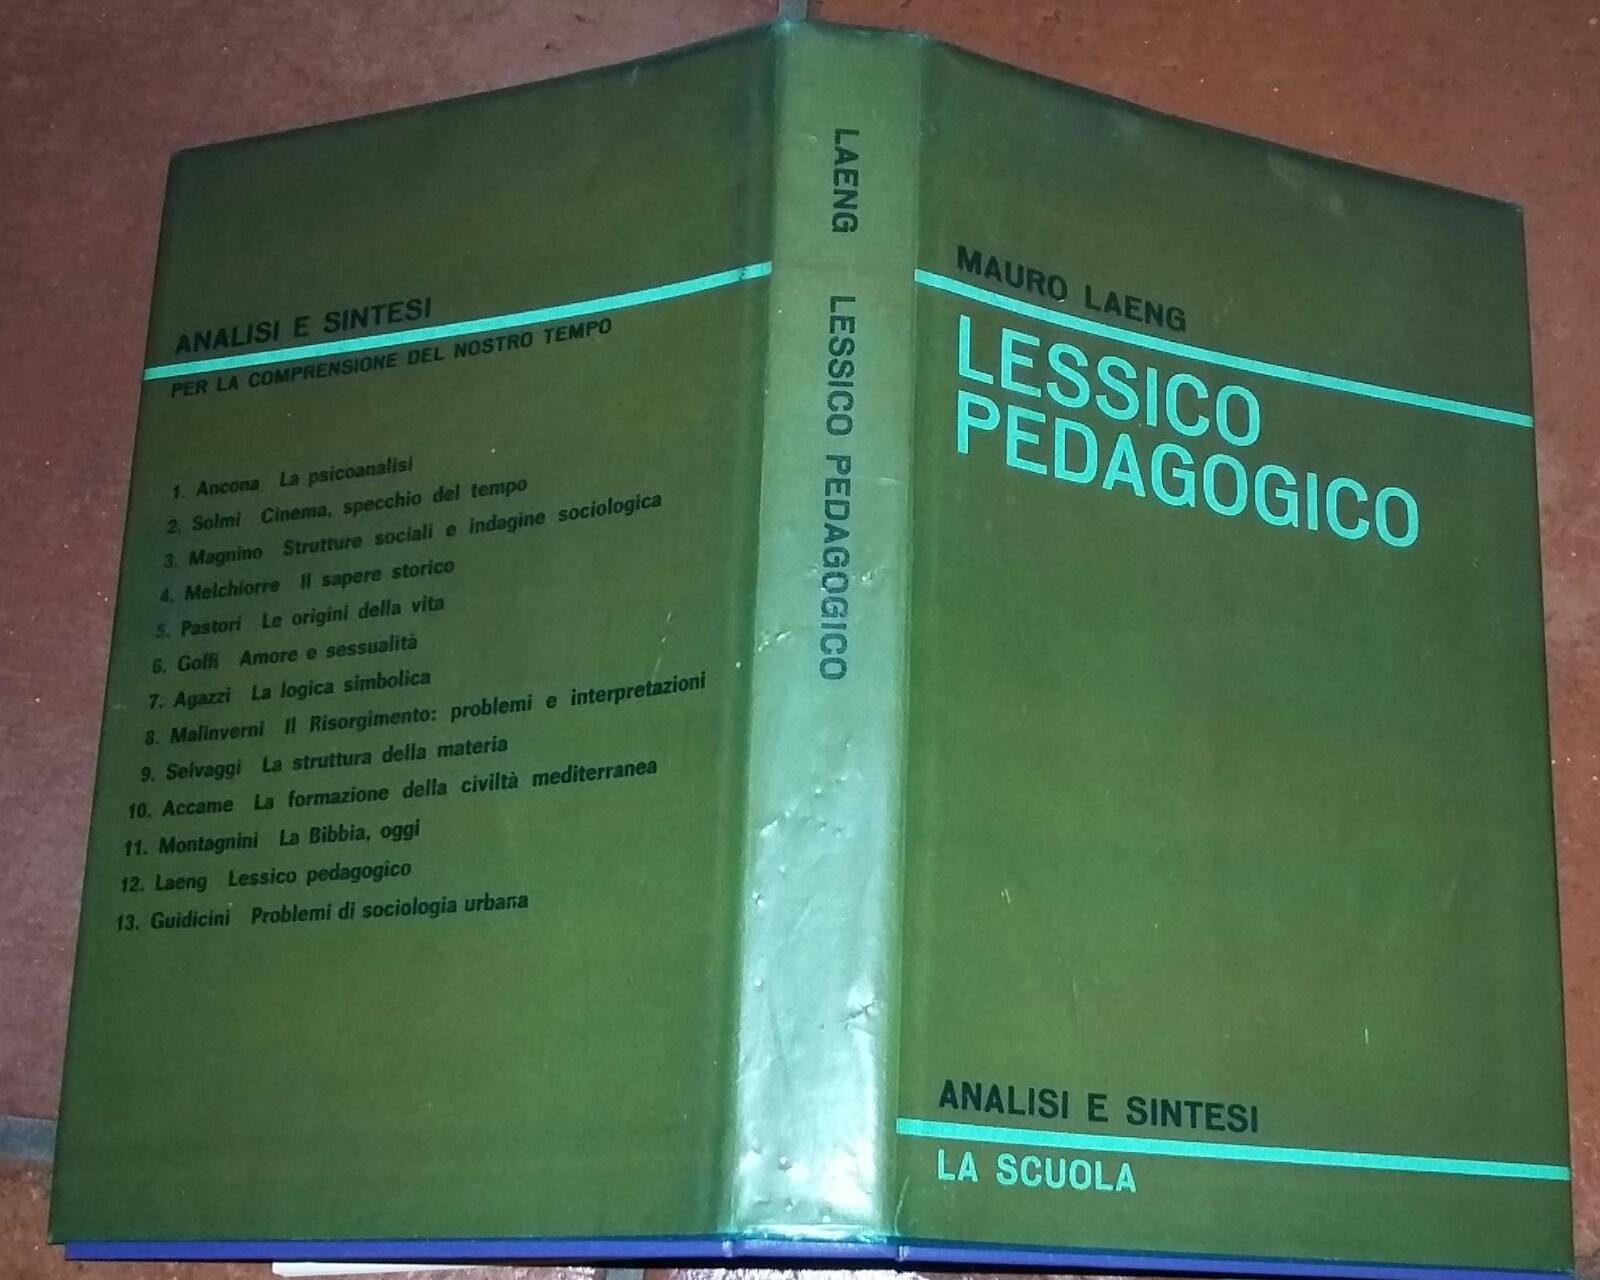 ANALISI E SINTESI
PER LA COMPRENSIONE DEL NOSTRO TEMPO
1. Ancona La psicoanalisi
2. Solmi Cinema, specchio del tempo
3. Magnino Strutture sociali e indagine sociologica
4. Melchiorre Il sapere storico
5. Pastori Le origini della vita
6. Goffi Amore e sessualità
7. Agazzi La logica simbolica
8. Malinverni Il Risorgimento: problemi e interpretazioni
9. Selvaggi La struttura della materia
10. Accame La formazione della civiltà mediterranea
11. Montagnini La Bibbia, oggi
12. Laeng Lessico pedagogico
13. Guidicini Problemi di sociologia urbana
LAENG LESSICO PEDAGOGICO
MAURO LAENG
LESSICO
PEDAGOGICO
ANALISI E SINTESI
LA SCUOLA